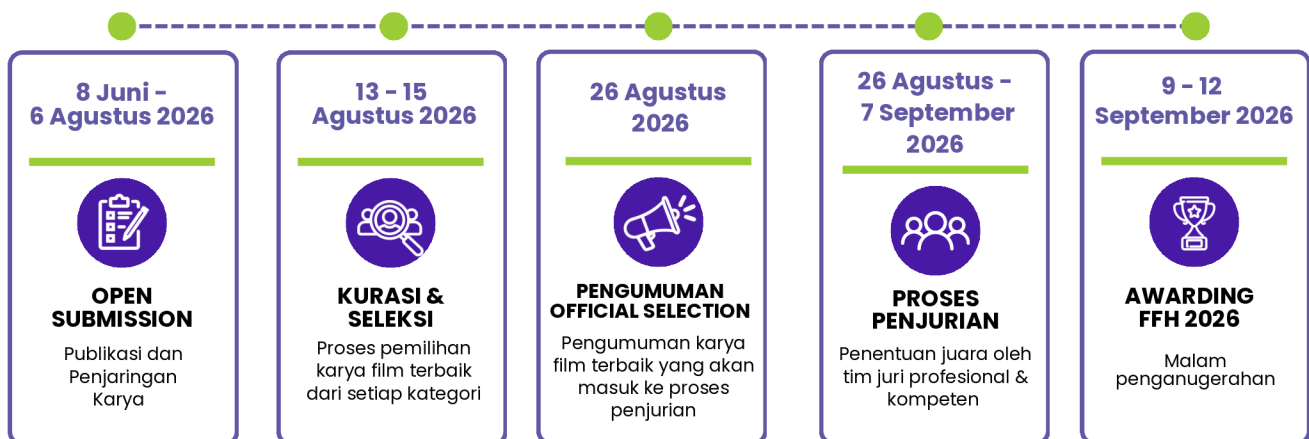 8 Juni -
6 Agustus 2026
OPEN
SUBMISSION
Publikasi dan
Penjaringan
Karya
13 - 15
Agustus 2026
KURASI &
SELEKSI
Proses pemilihan
karya film terbaik
dari setiap kategori
26 Agustus
2026
PENGUMUMAN
OFFICIAL SELECTION
Pengumuman karya
film terbaik yang akan
masuk ke proses
penjurian
26 Agustus -
7 September
2026
PROSES
PENJURIAN
Penentuan juara oleh
tim juri profesional &
kompeten
9 - 12
September 2026
AWARDING
FFH 2026
Malam
penganugerahan